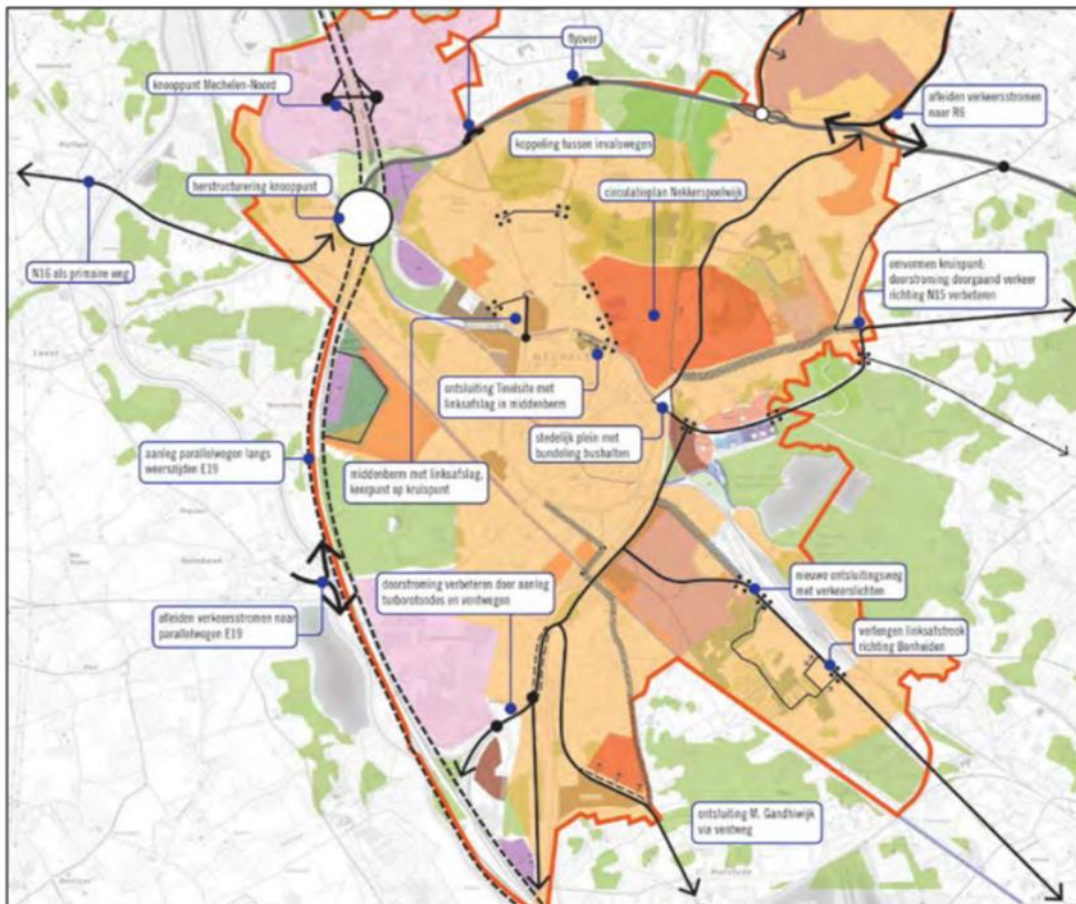 flyover
knooppunt Mechelen-Noord
afleiden verkeersstromen
naar R6
koppeling tussen invalswegen
herstructurering knooppunt
circulatieplan Nekkerspoelwijk
N16 als primaire weg
omvormen kruispunt:
doorstroming doorgaand verkeer
richting N15 verbeteren
MECHELEN
ontsluiting Tinelsite met
linksafslag in middenberm
stedelijk plein met
bundeling bushalten
aanleg parallelwegen langs
weerszijden E19
middenberm met linksafslag,
keerpunt op kruispunt
doorstroming verbeteren door aanleg
turborotondes en ventwegen
nieuwe ontsluitingsweg
met verkeerslichten
afleiden verkeersstromen naar
parallelwegen E19
verlengen linksafstrook
richting Bonheiden
ontsluiting M. Gandhiwijk
via ventweg